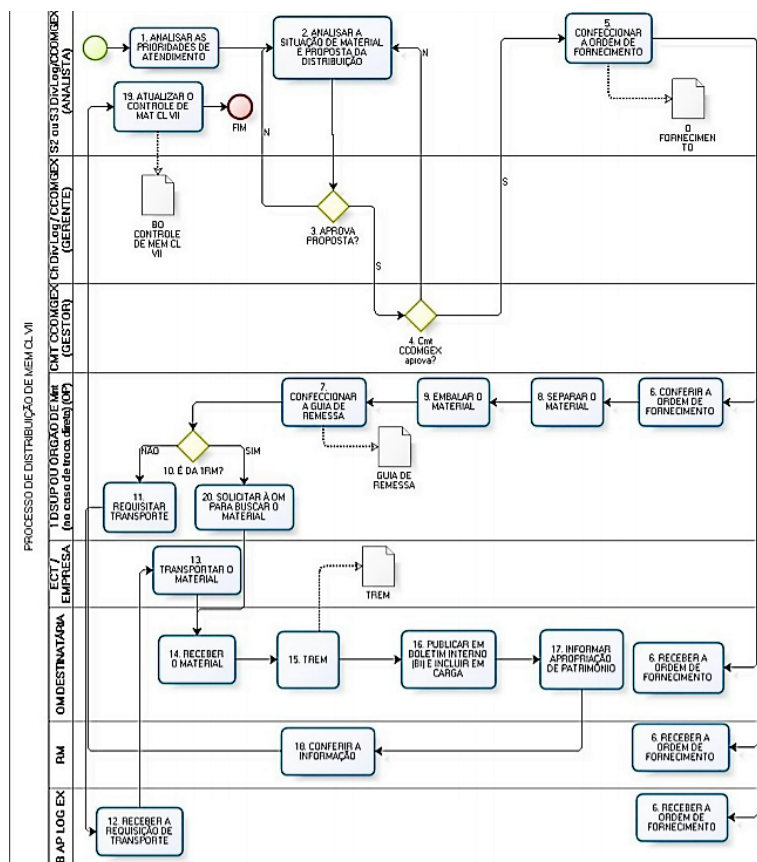 PROCESSO DE DISTRIBUIÇÃO DE MEM CL VII
S2 ou S3 DivLog/CCOMGEX
(ANALISTA)
1. ANALISAR AS
PRIORIDADES DE
ATENDIMENTO
2. ANALISAR A
SITUAÇÃO DE MATERIAL
E PROPOSTA DA
DISTRIBUIÇÃO
5.
CONFECCIONAR
A ORDEM DE
FORNECIMENTO
19. ATUALIZAR O
CONTROLE DE
MAT CL VII
FIM
N
N
O
FORNECIMEN
TO
Ch DivLog / CCOMGEX
(GERENTE)
BO
CONTROLE
DE MEM CL
VII
3. APROVA
PROPOSTA?
S
S
CMT CCOMGEX
(GESTOR)
4. Cmt
CCOMGEX
aprova?
1 DSUP OU ÓRGÃO DE Mnt
(no caso de troca direta) (OP)
7.
CONFECCIONAR
A GUIA DE
REMESSA
9. EMBALAR O
MATERIAL
8. SEPARAR O
MATERIAL
6. CONFERIR A
ORDEM DE
FORNECIMENTO
NÃO
SIM
10. É DA 1RM?
GUIA DE
REMESSA
11.
REQUISITAR
TRANSPORTE
20. SOLICITAR À OM
PARA BUSCAR O
MATERIAL
ECT /
EMPRESA
13.
TRANSPORTAR O
MATERIAL
TREM
OM DESTINATÁRIA
14. RECEBER
O MATERIAL
15. TREM
16. PUBLICAR EM
BOLETIM INTERNO
(BI) E INCLUIR EM
CARGA
17. INFORMAR
APROPRIAÇÃO
DE PATRIMÔNIO
6. RECEBER A
ORDEM DE
FORNECIMENTO
RM
18. CONFERIR A
INFORMAÇÃO
6. RECEBER A
ORDEM DE
FORNECIMENTO
B AP LOG EX
12. RECEBER A
REQUISIÇÃO DE
TRANSPORTE
6. RECEBER A
ORDEM DE
FORNECIMENTO